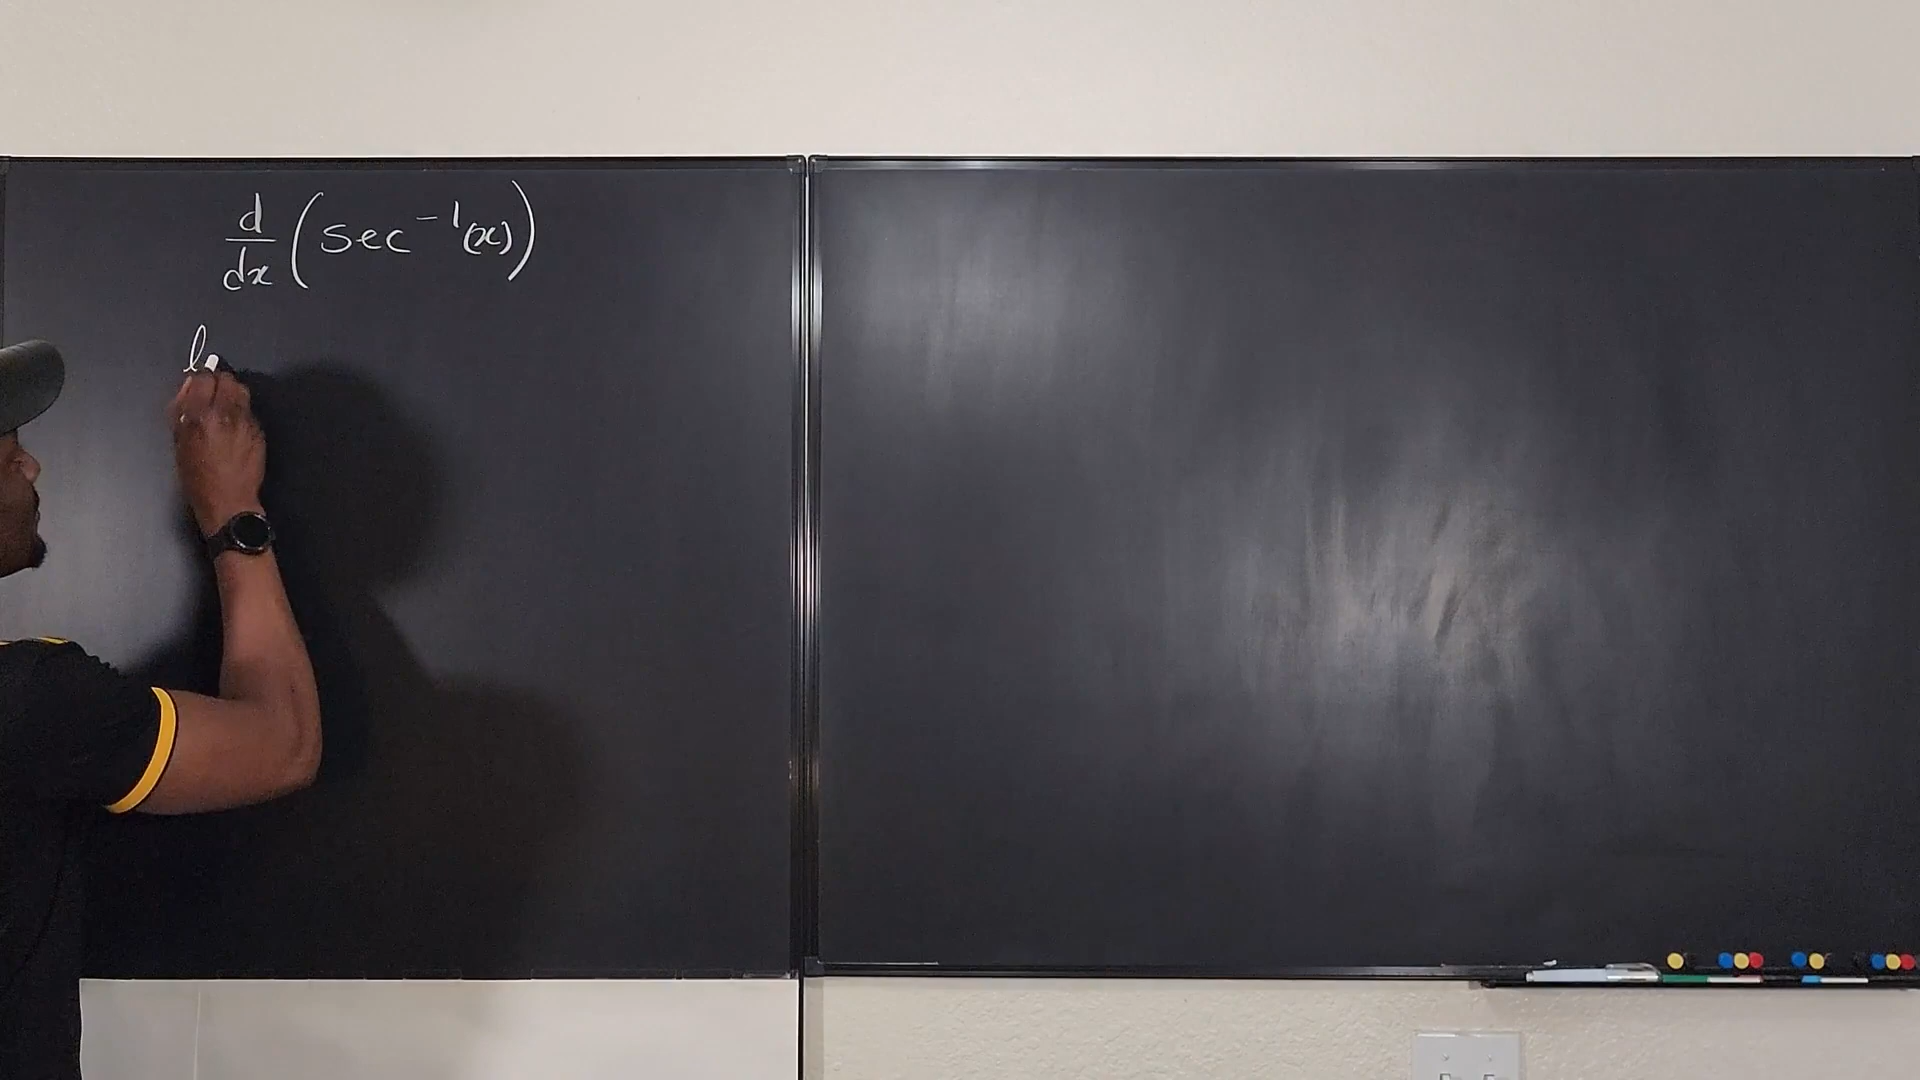 d/dx (sec⁻¹(x))
l